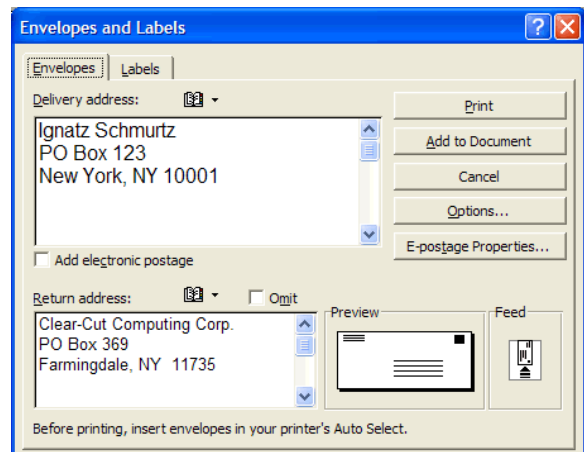 Envelopes and Labels
Envelopes
Labels
Delivery address:
Ignatz Schmurtz
PO Box 123
New York, NY 10001
Print
Add to Document
Cancel
Options...
E-postage Properties...
Add electronic postage
Return address:
Omit
Clear-Cut Computing Corp.
PO Box 369
Farmingdale, NY  11735
Preview
Feed
Before printing, insert envelopes in your printer's Auto Select.